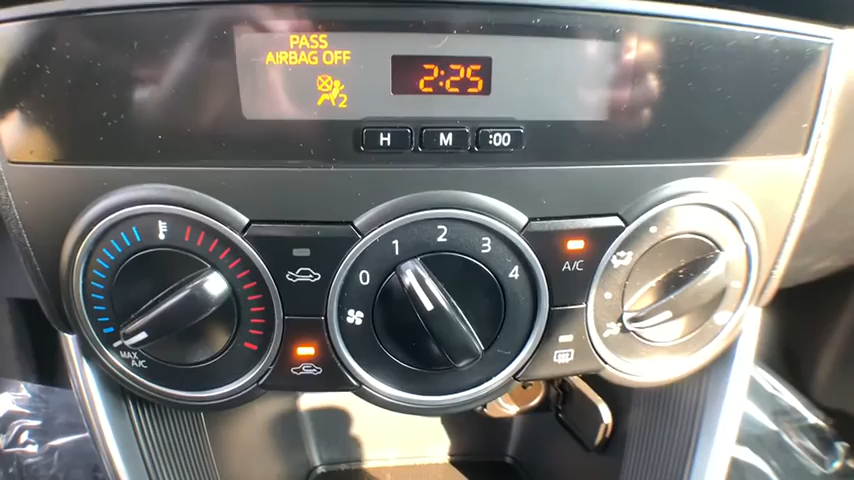 PASS
AIRBAG OFF
2
2:25
H M :00
0 1 2 3 4
A/C
MAX
A/C